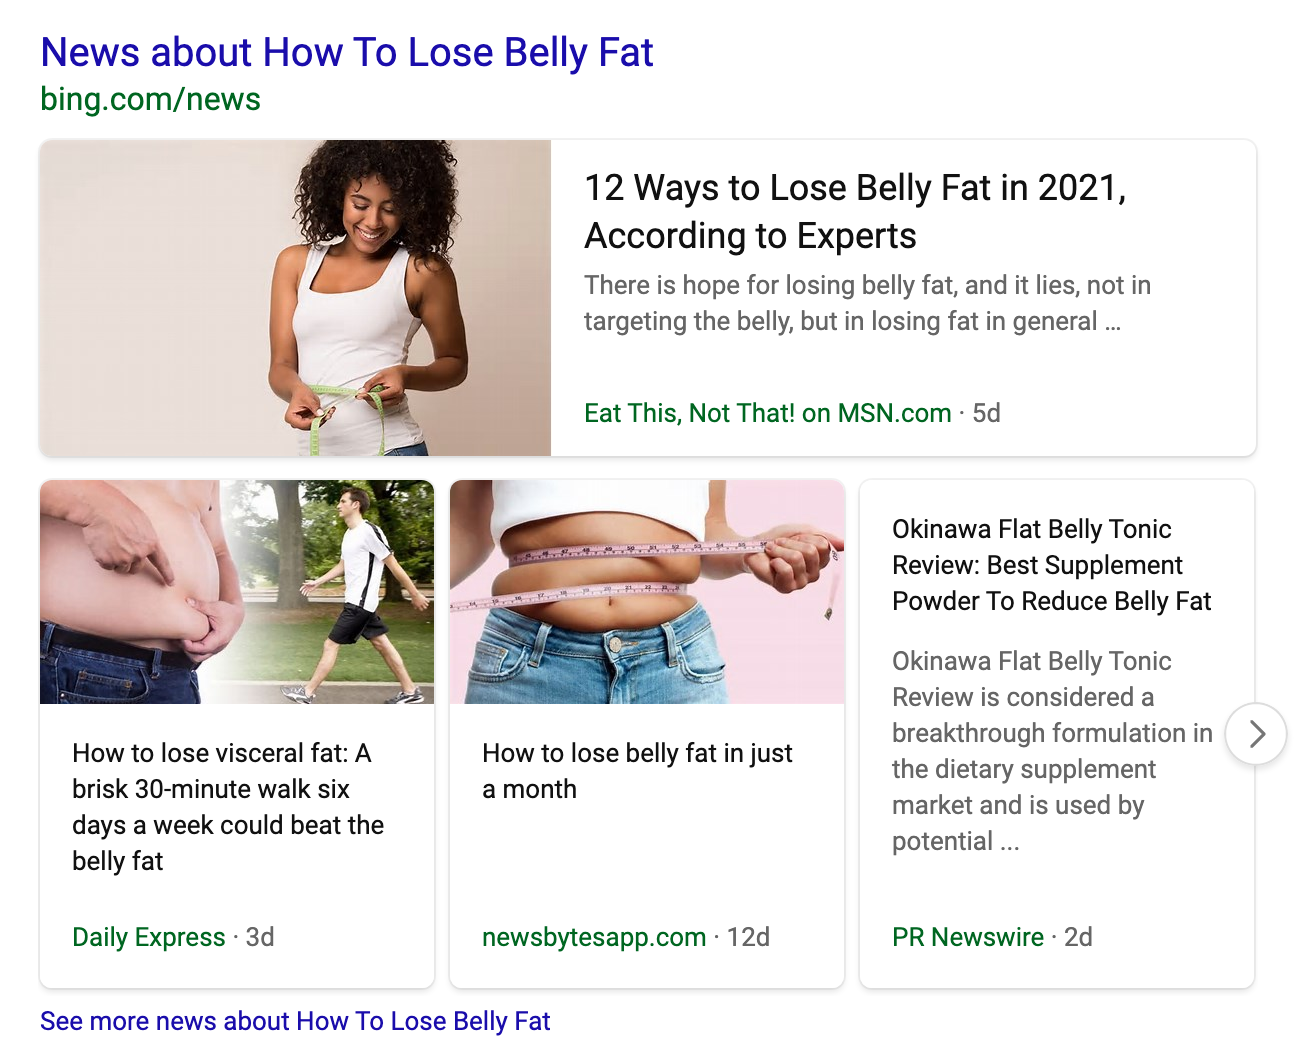 News about How To Lose Belly Fat
bing.com/news
12 Ways to Lose Belly Fat in 2021,
According to Experts
There is hope for losing belly fat, and it lies, not in
targeting the belly, but in losing fat in general ...
Eat This, Not That! on MSN.com · 5d
How to lose visceral fat: A
brisk 30-minute walk six
days a week could beat the
belly fat
Daily Express · 3d
How to lose belly fat in just
a month
newsbytesapp.com · 12d
Okinawa Flat Belly Tonic
Review: Best Supplement
Powder To Reduce Belly Fat
Okinawa Flat Belly Tonic
Review is considered a
breakthrough formulation in
the dietary supplement
market and is used by
potential ...
PR Newswire · 2d
See more news about How To Lose Belly Fat